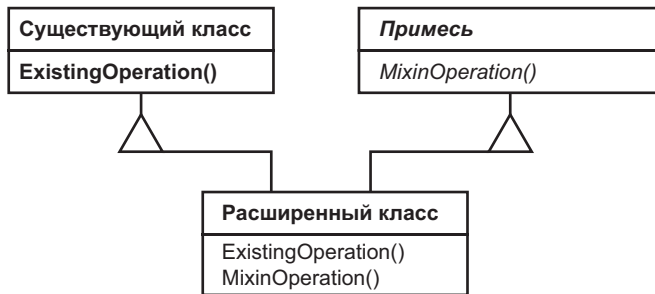 Существующий класс
ExistingOperation()
Примесь
MixinOperation()
Расширенный класс
ExistingOperation()
MixinOperation()